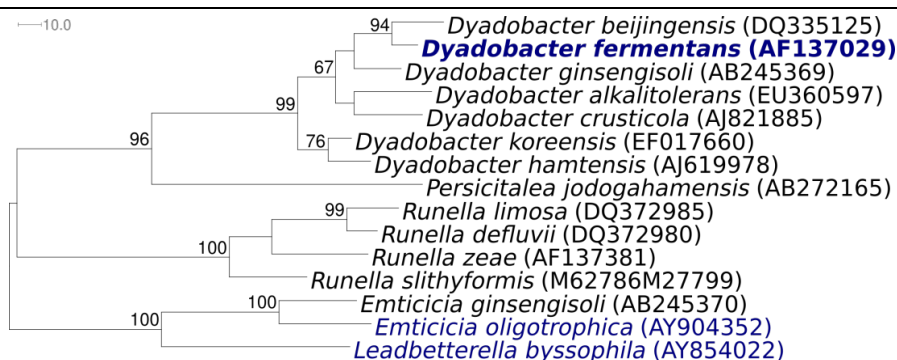 10.0
94 Dyadobacter beijingensis (DQ335125)
Dyadobacter fermentans (AF137029)
67 Dyadobacter ginsengisoli (AB245369)
Dyadobacter alkalitolerans (EU360597)
99 Dyadobacter crusticola (AJ821885)
96 76 Dyadobacter koreensis (EF017660)
Dyadobacter hamtensis (AJ619978)
Persicitalea jodogahamensis (AB272165)
99 Runella limosa (DQ372985)
Runella defluvii (DQ372980)
100 Runella zeae (AF137381)
Runella slithyformis (M62786M27799)
100 Emticicia ginsengisoli (AB245370)
100 Emticicia oligotrophica (AY904352)
Leadbetterella byssophila (AY854022)